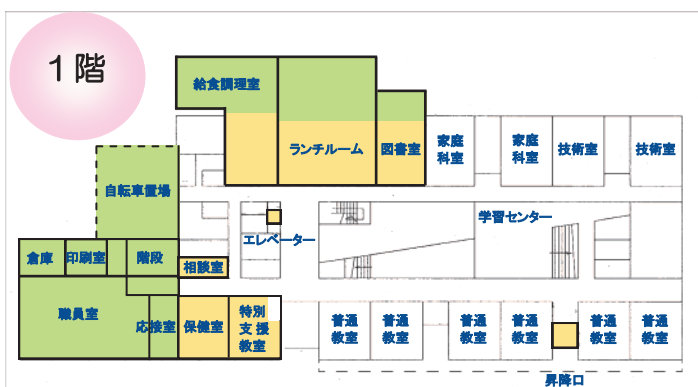 1階
給食調理室
ランチルーム
図書室
家庭
科室
家庭
科室
技術室
技術室
自転車置場
学習センター
エレベーター
倉庫
印刷室
階段
相談室
職員室
応接室
保健室
特別
支援
教室
普通
教室
普通
教室
普通
教室
普通
教室
普通
教室
普通
教室
昇降口